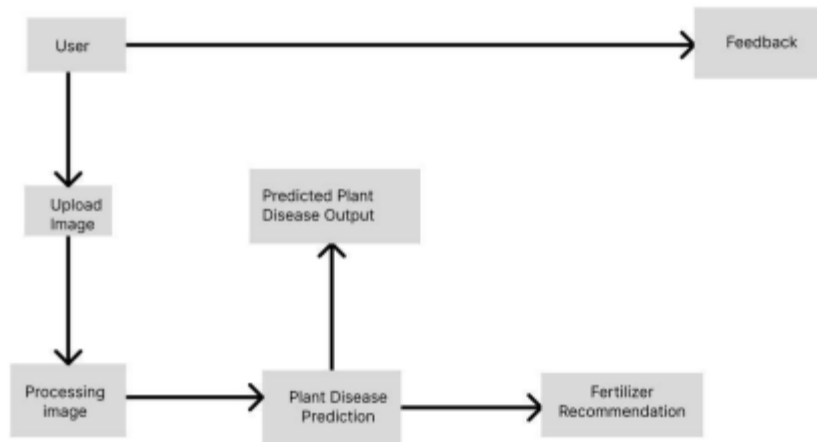 User
Feedback
Upload
Image
Predicted Plant
Disease Output
Processing
image
Plant Disease
Prediction
Fertilizer
Recommendation